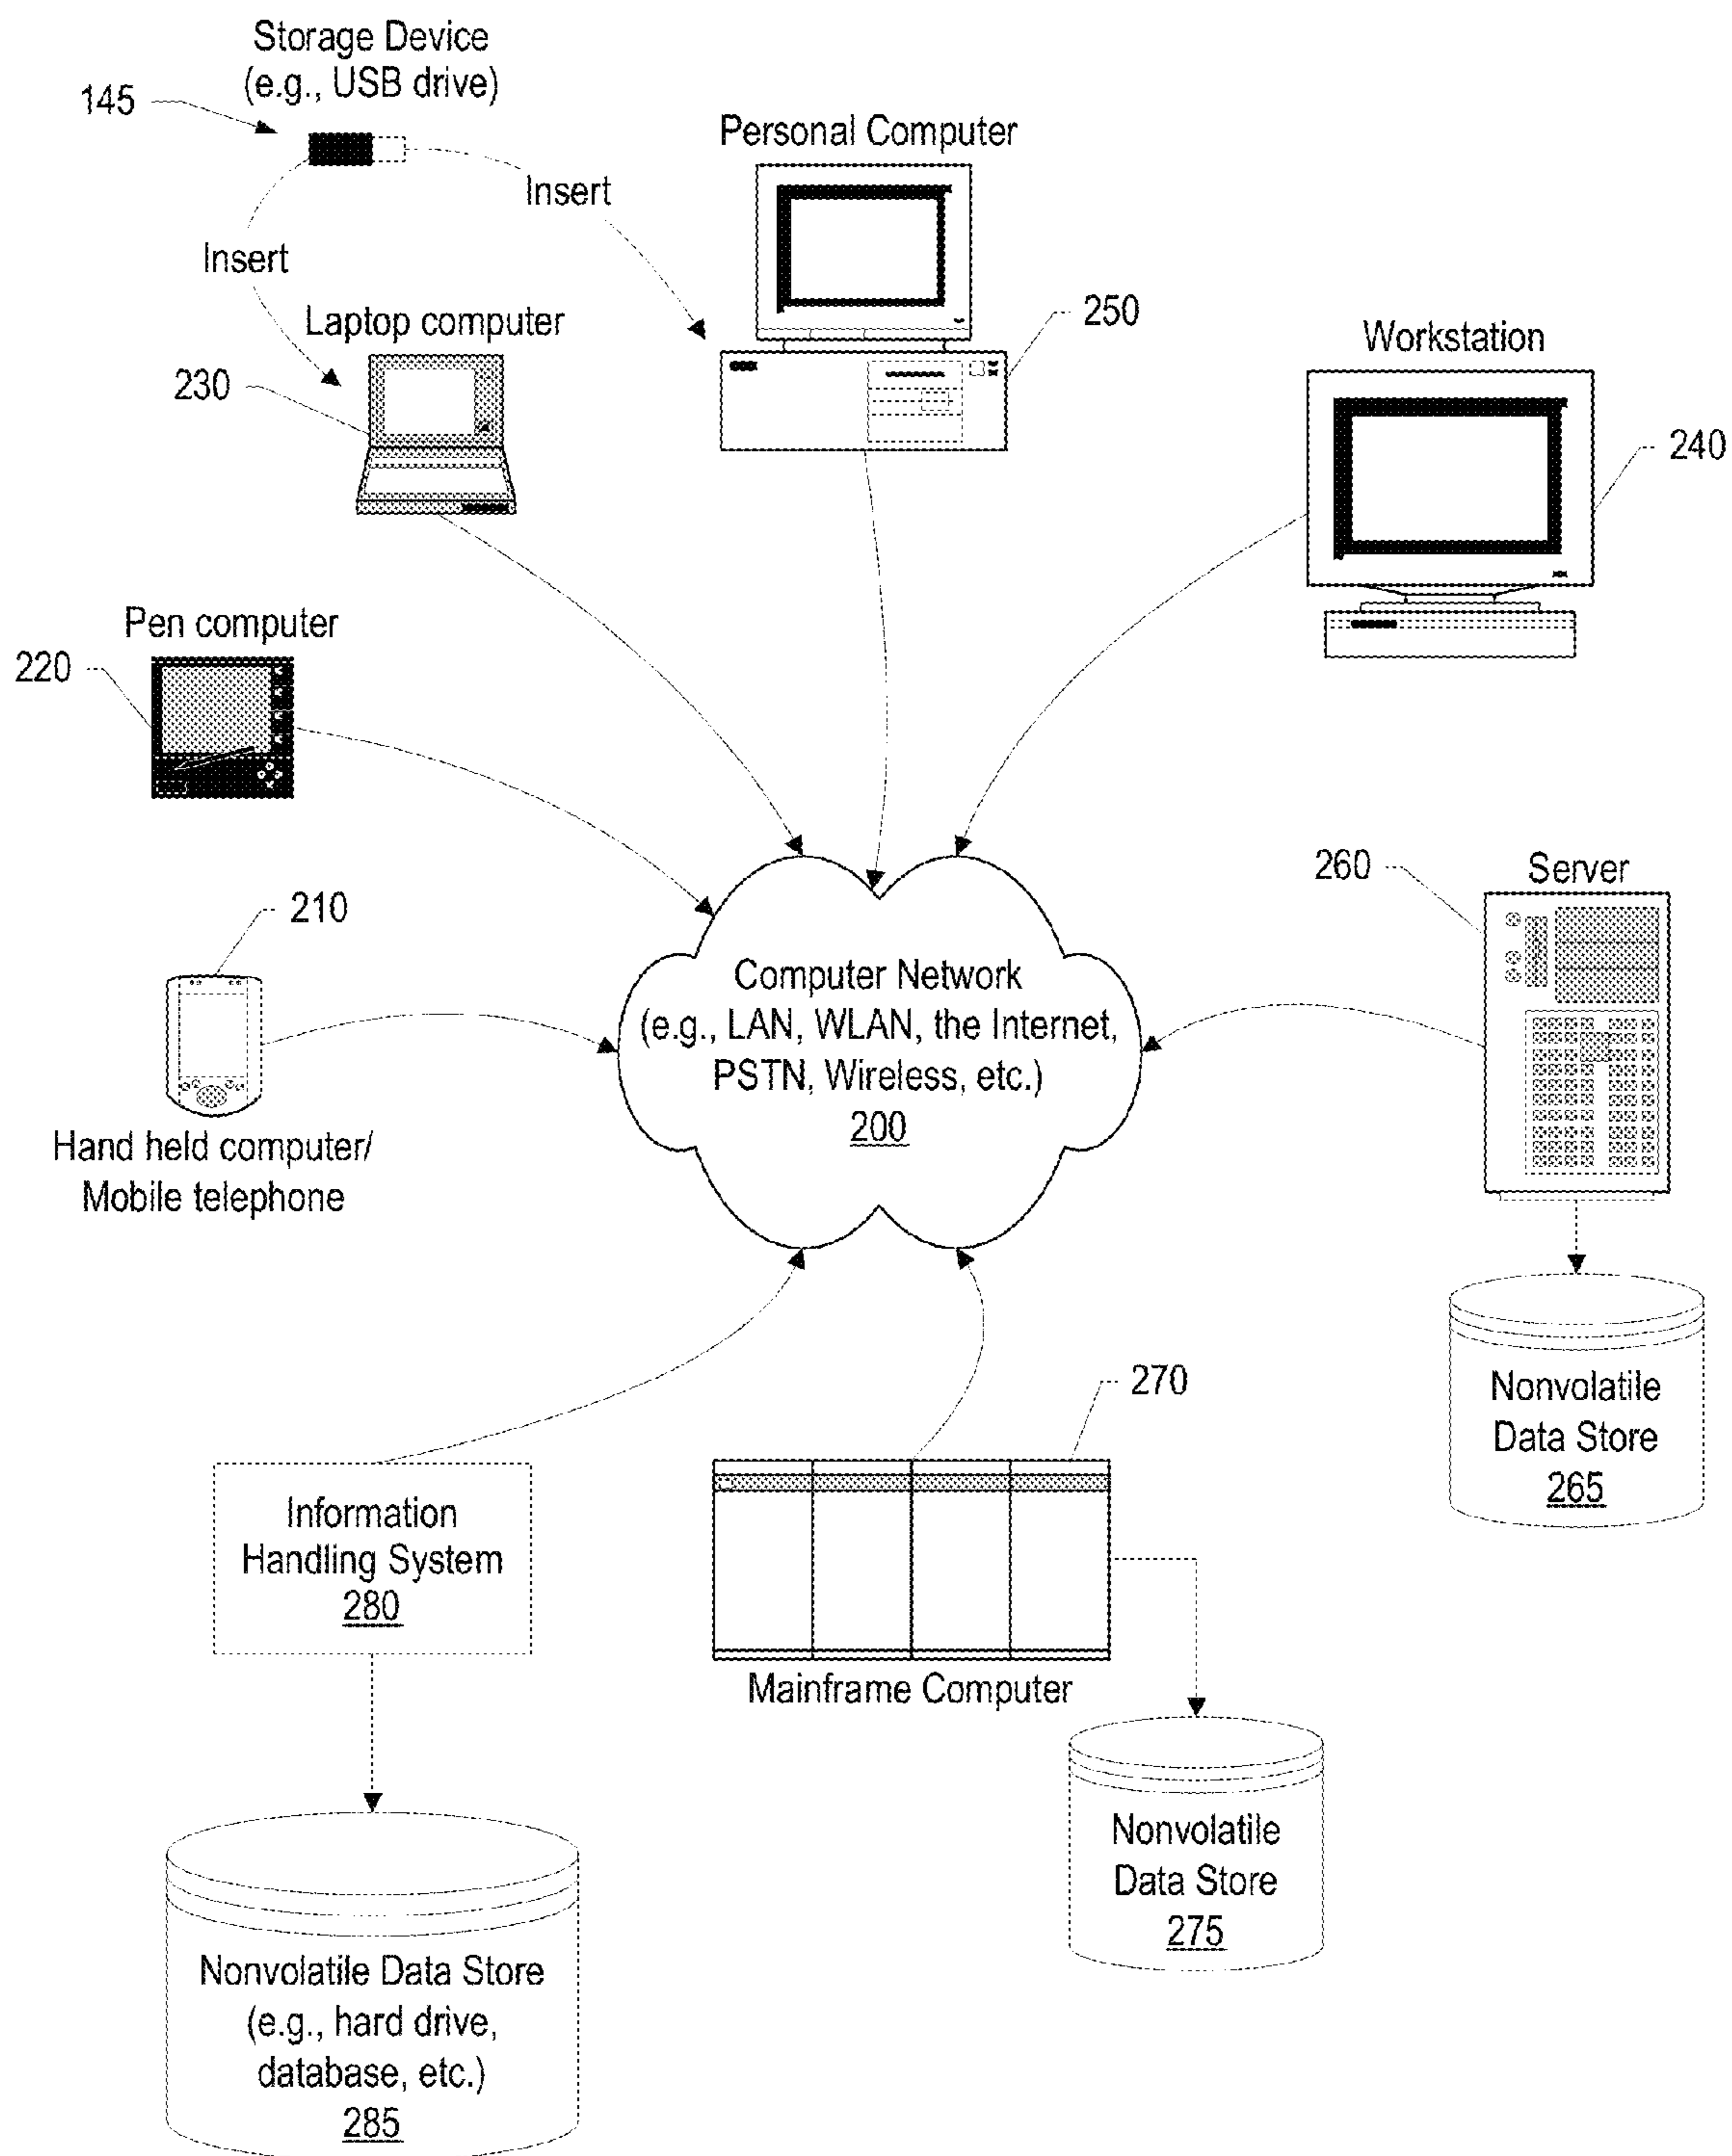 Storage Device
(e.g., USB drive)
145
Personal Computer
Insert
Insert
Laptop computer
250
Workstation
230
240
Pen computer
220
260
Server
210
Computer Network
(e.g., LAN, WLAN, the Internet,
PSTN, Wireless, etc.)
200
Hand held computer/
Mobile telephone
270
Nonvolatile
Data Store
265
Information
Handling System
280
Mainframe Computer
Nonvolatile
Data Store
275
Nonvolatile Data Store
(e.g., hard drive,
database, etc.)
285